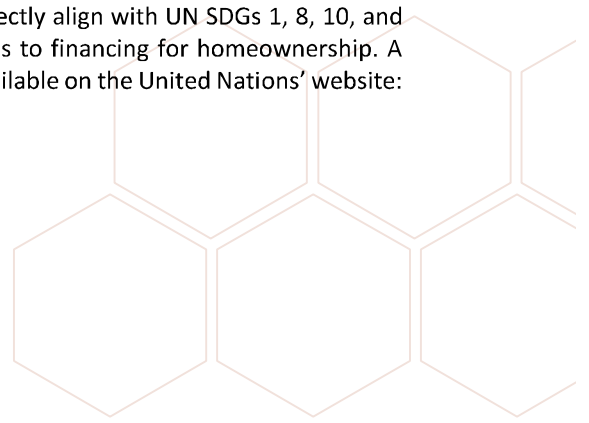 ectly align with UN SDGs 1, 8, 10, and
s to financing for homeownership. A
ilable on the United Nations' website: